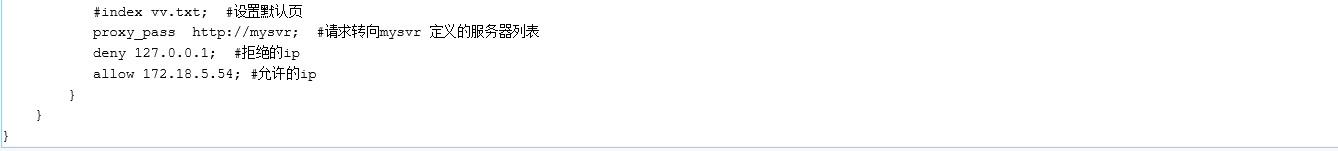 #index vv.txt;  #设置默认页
proxy_pass  http://mysvr;  #请求转向mysvr 定义的服务器列表
deny 127.0.0.1;  #拒绝的ip
allow 172.18.5.54; #允许的ip
}
}
}